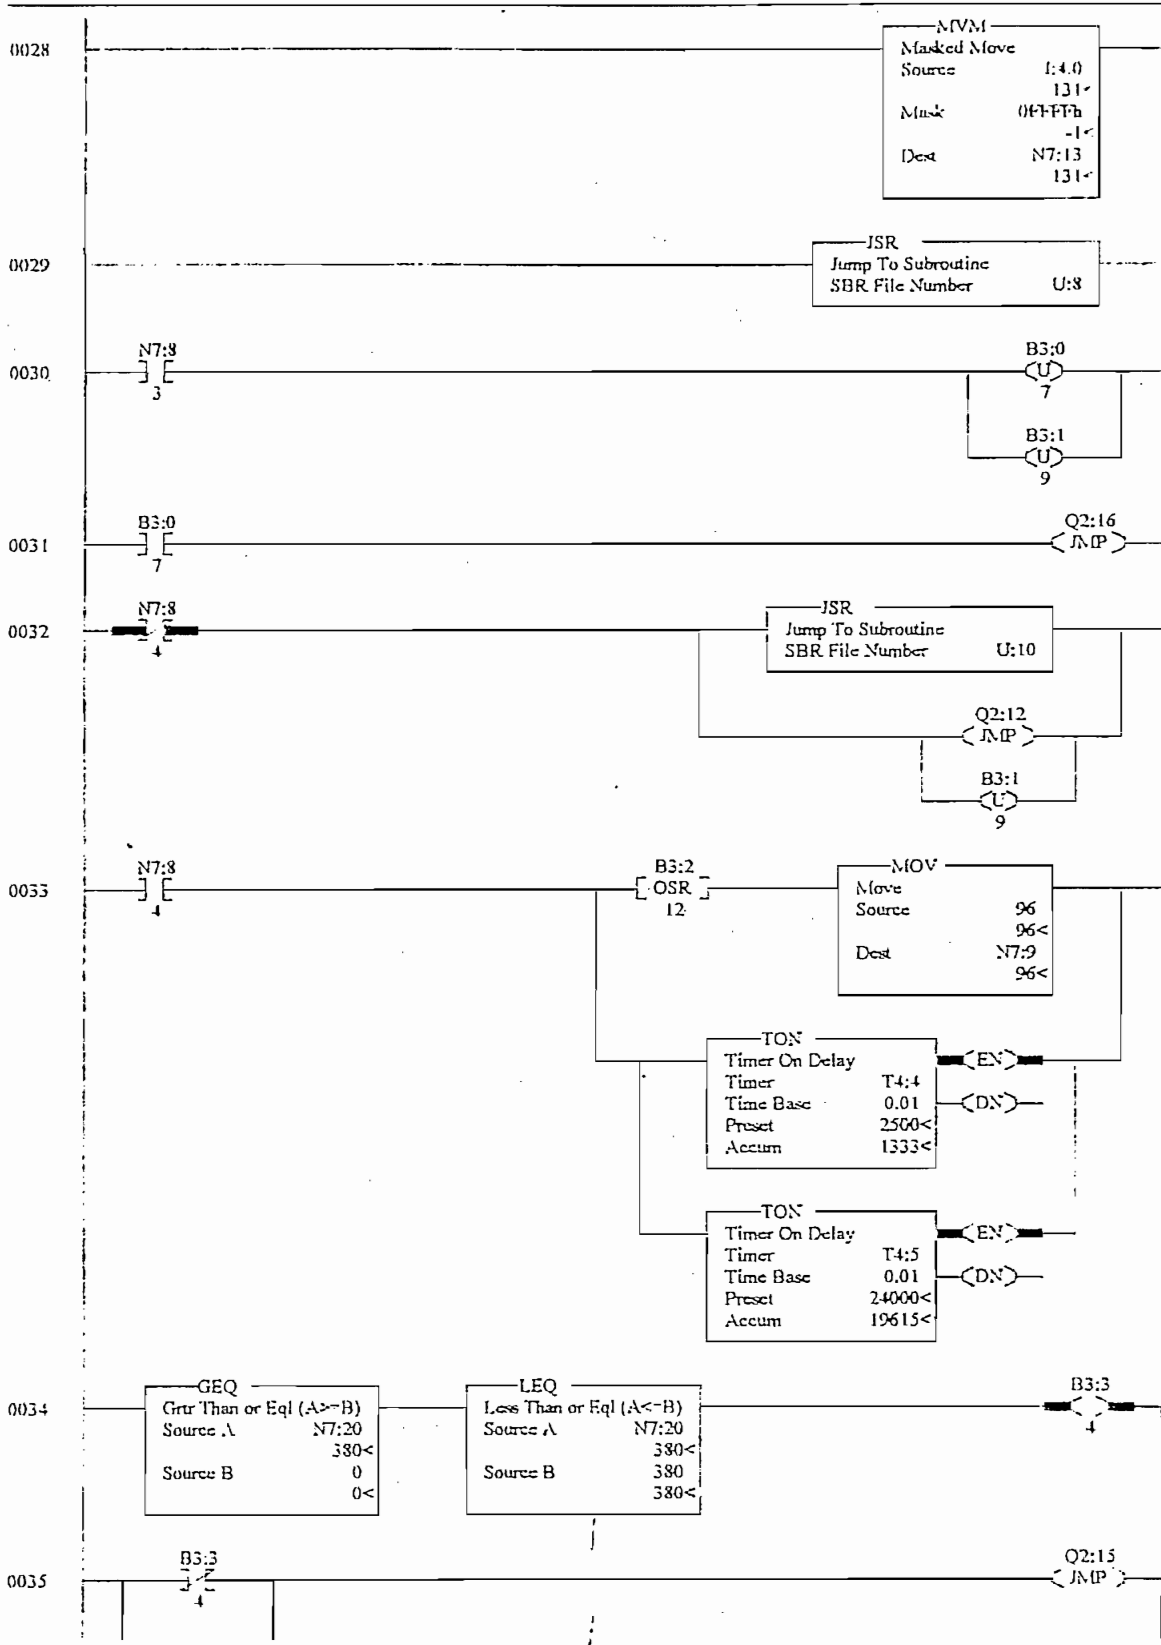 MVM
0028
Masked Move
Source I:4.0
131<
Mask 0FFFFh
-1<
Dest N7:13
131<
JSR
0029
Jump To Subroutine
SBR File Number U:8
N7:8
B3:0
0030
U
3
7
B3:1
U
9
B3:0
Q2:16
0031
JMP
7
N7:8
JSR
0032
Jump To Subroutine
4
SBR File Number U:10
Q2:12
JMP
B3:1
U
9
N7:8
B3:2
MOV
0033
OSR
Move
4
12
Source 96
96<
Dest N7:9
96<
TON
Timer On Delay
EN
Timer T4:4
Time Base 0.01
DN
Preset 2500<
Accum 1333<
TON
Timer On Delay
EN
Timer T4:5
Time Base 0.01
DN
Preset 24000<
Accum 19615<
GEQ
LEQ
B3:3
0034
Grtr Than or Eql (A>=B)
Less Than or Eql (A<=B)
4
Source A N7:20
Source A N7:20
380<
380<
Source B 0
Source B 380
0<
380<
B3:3
Q2:15
0035
JMP
4